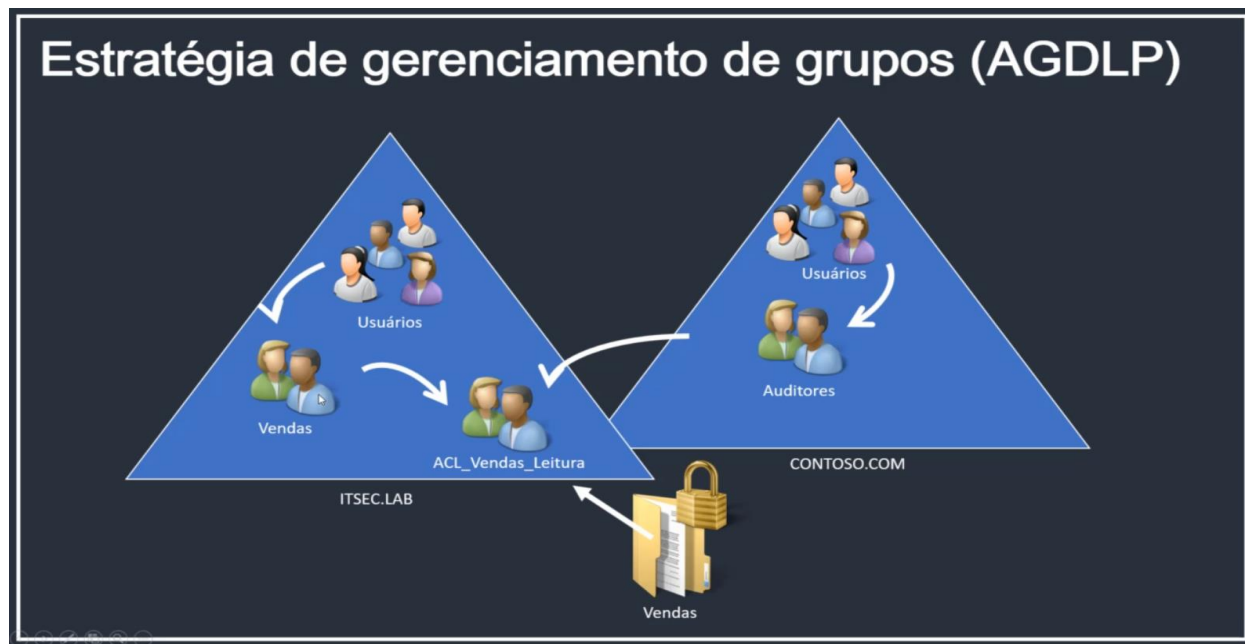 Estratégia de gerenciamento de grupos (AGDLP)
Usuários
Vendas
ACL_Vendas_Leitura
ITSEC.LAB
Usuários
Auditores
CONTOSO.COM
Vendas